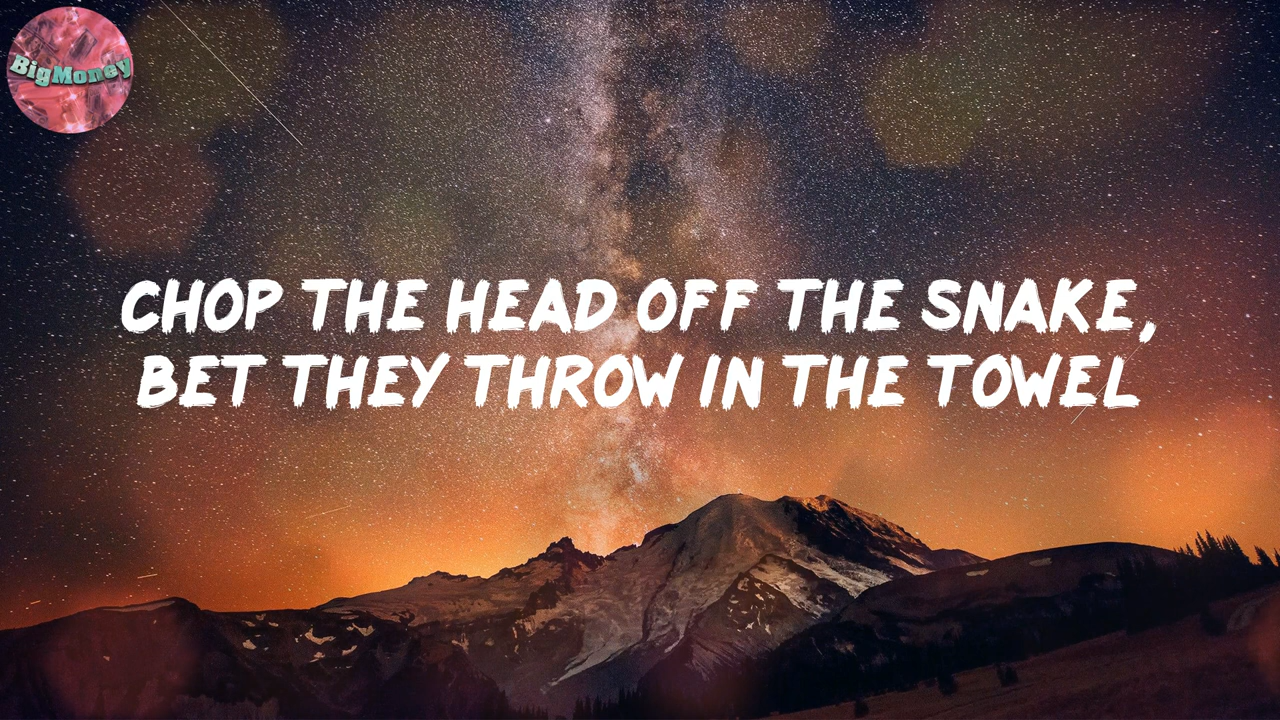 BigMoney
CHOP THE HEAD OFF THE SNAKE,
BET THEY THROW IN THE TOWEL